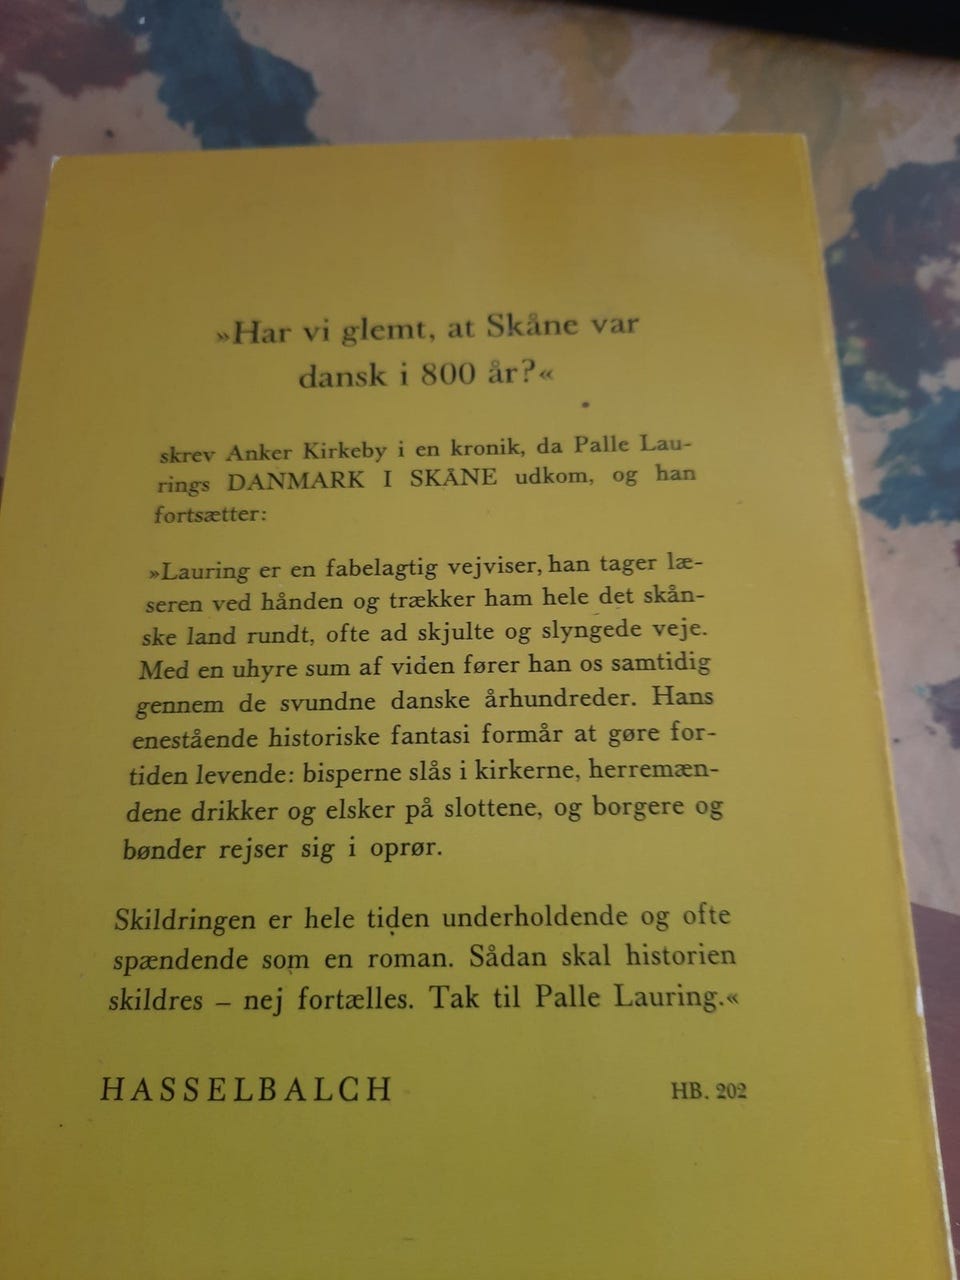 »Har vi glemt, at Skåne var
dansk i 800 år?«
skrev Anker Kirkeby i en kronik, da Palle Lau-
rings DANMARK I SKÅNE udkom, og han
fortsætter:
»Lauring er en fabelagtig vejviser, han tager læ-
seren ved hånden og trækker ham hele det skån-
ske land rundt, ofte ad skjulte og slyngede veje.
Med en uhyre sum af viden fører han os samtidig
gennem de svundne danske århundreder. Hans
enestående historiske fantasi formår at gøre for-
tiden levende: bisperne slås i kirkerne, herremæn-
dene drikker og elsker på slottene, og borgere og
bønder rejser sig i oprør.
Skildringen er hele tiden underholdende og ofte
spændende som en roman. Sådan skal historien
skildres – nej fortælles. Tak til Palle Lauring.«
HASSELBALCH HB. 202